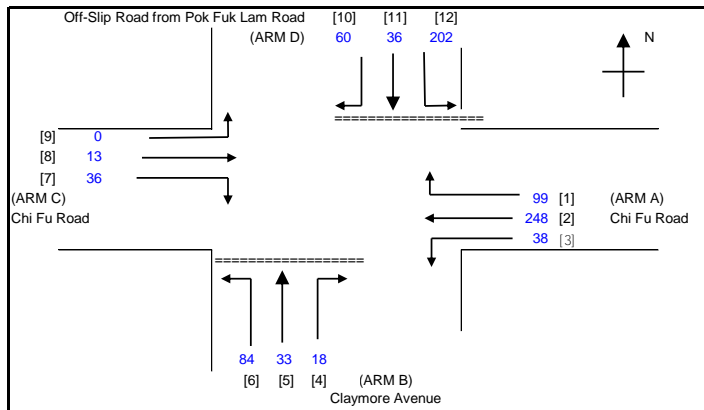 Off-Slip Road from Pok Fuk Lam Road [10] [11] [12]
(ARM D) 60 36 202
N
[9] 0
[8] 13
[7] 36
(ARM C)
Chi Fu Road
99 [1] (ARM A)
248 [2] Chi Fu Road
38 [3]
84 33 18
[6] [5] [4] (ARM B)
Claymore Avenue